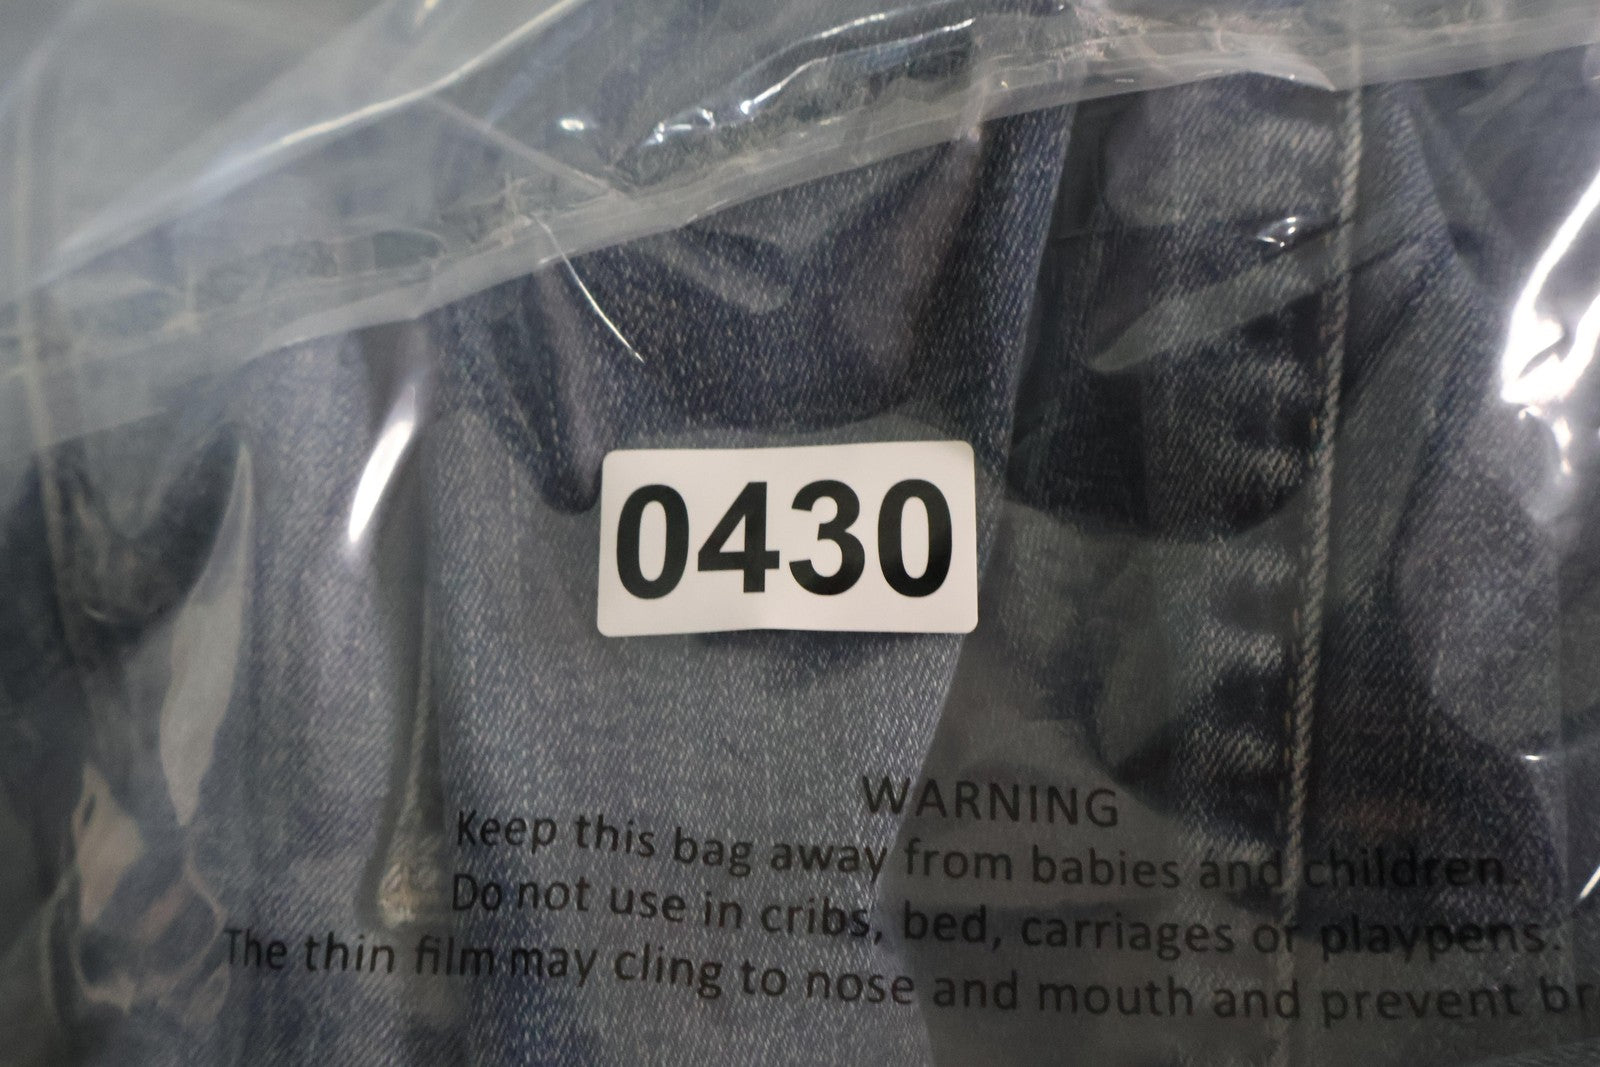 0430
WARNING
Keep this bag away from babies and children.
Do not use in cribs, bed, carriages or playpens.
The thin film may cling to nose and mouth and prevent